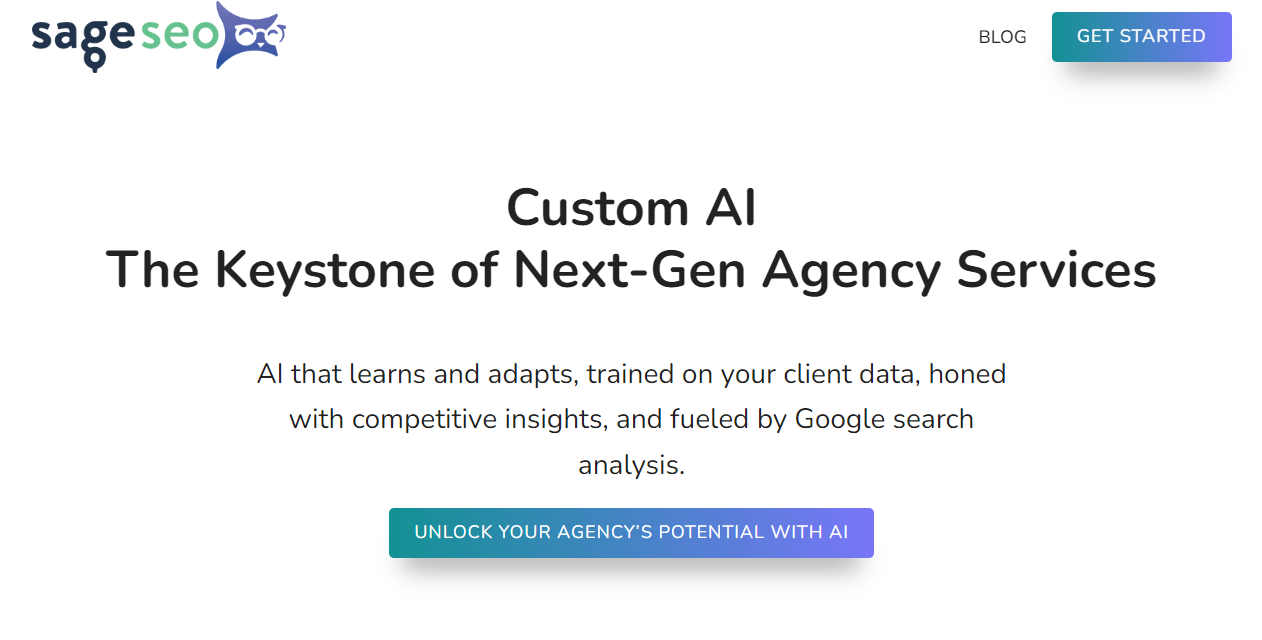 sageseo
BLOG
GET STARTED
Custom AI
The Keystone of Next-Gen Agency Services
AI that learns and adapts, trained on your client data, honed
with competitive insights, and fueled by Google search
analysis.
UNLOCK YOUR AGENCY’S POTENTIAL WITH AI